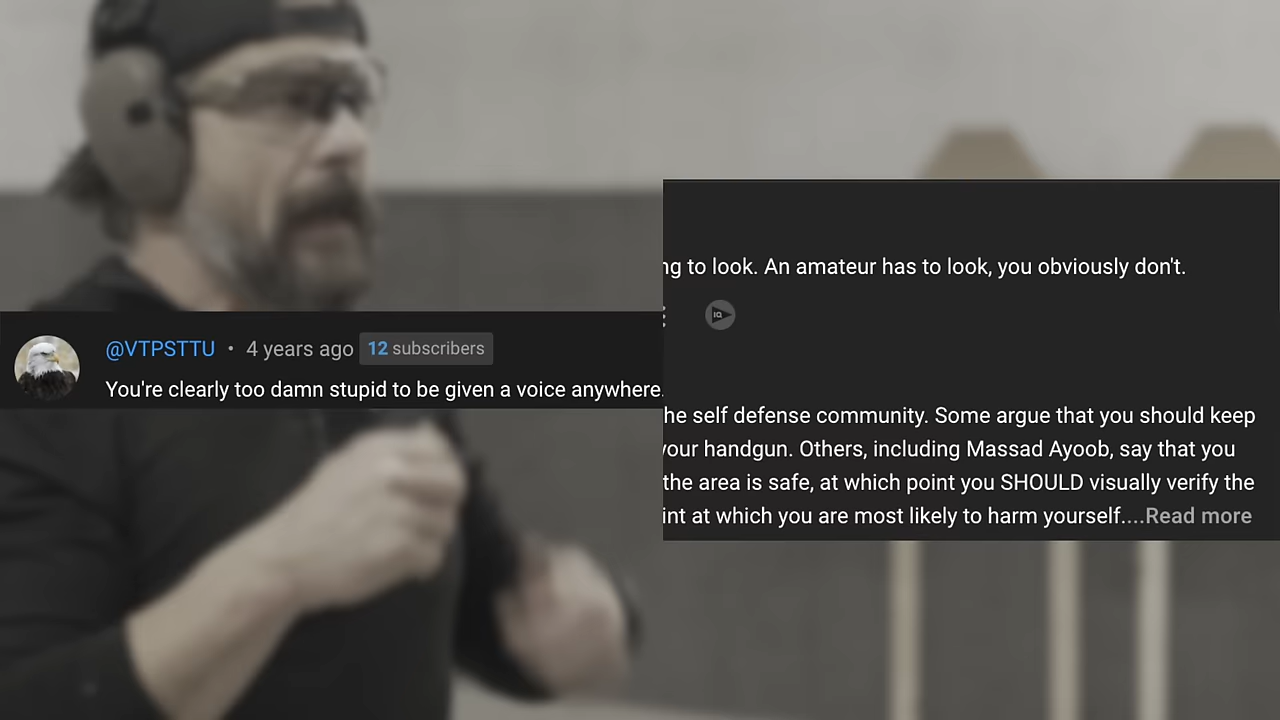 ng to look. An amateur has to look, you obviously don't.
IQ
@VTPSTTU • 4 years ago 12 subscribers
You're clearly too damn stupid to be given a voice anywhere.
he self defense community. Some argue that you should keep
your handgun. Others, including Massad Ayoob, say that you
the area is safe, at which point you SHOULD visually verify the
int at which you are most likely to harm yourself....Read more